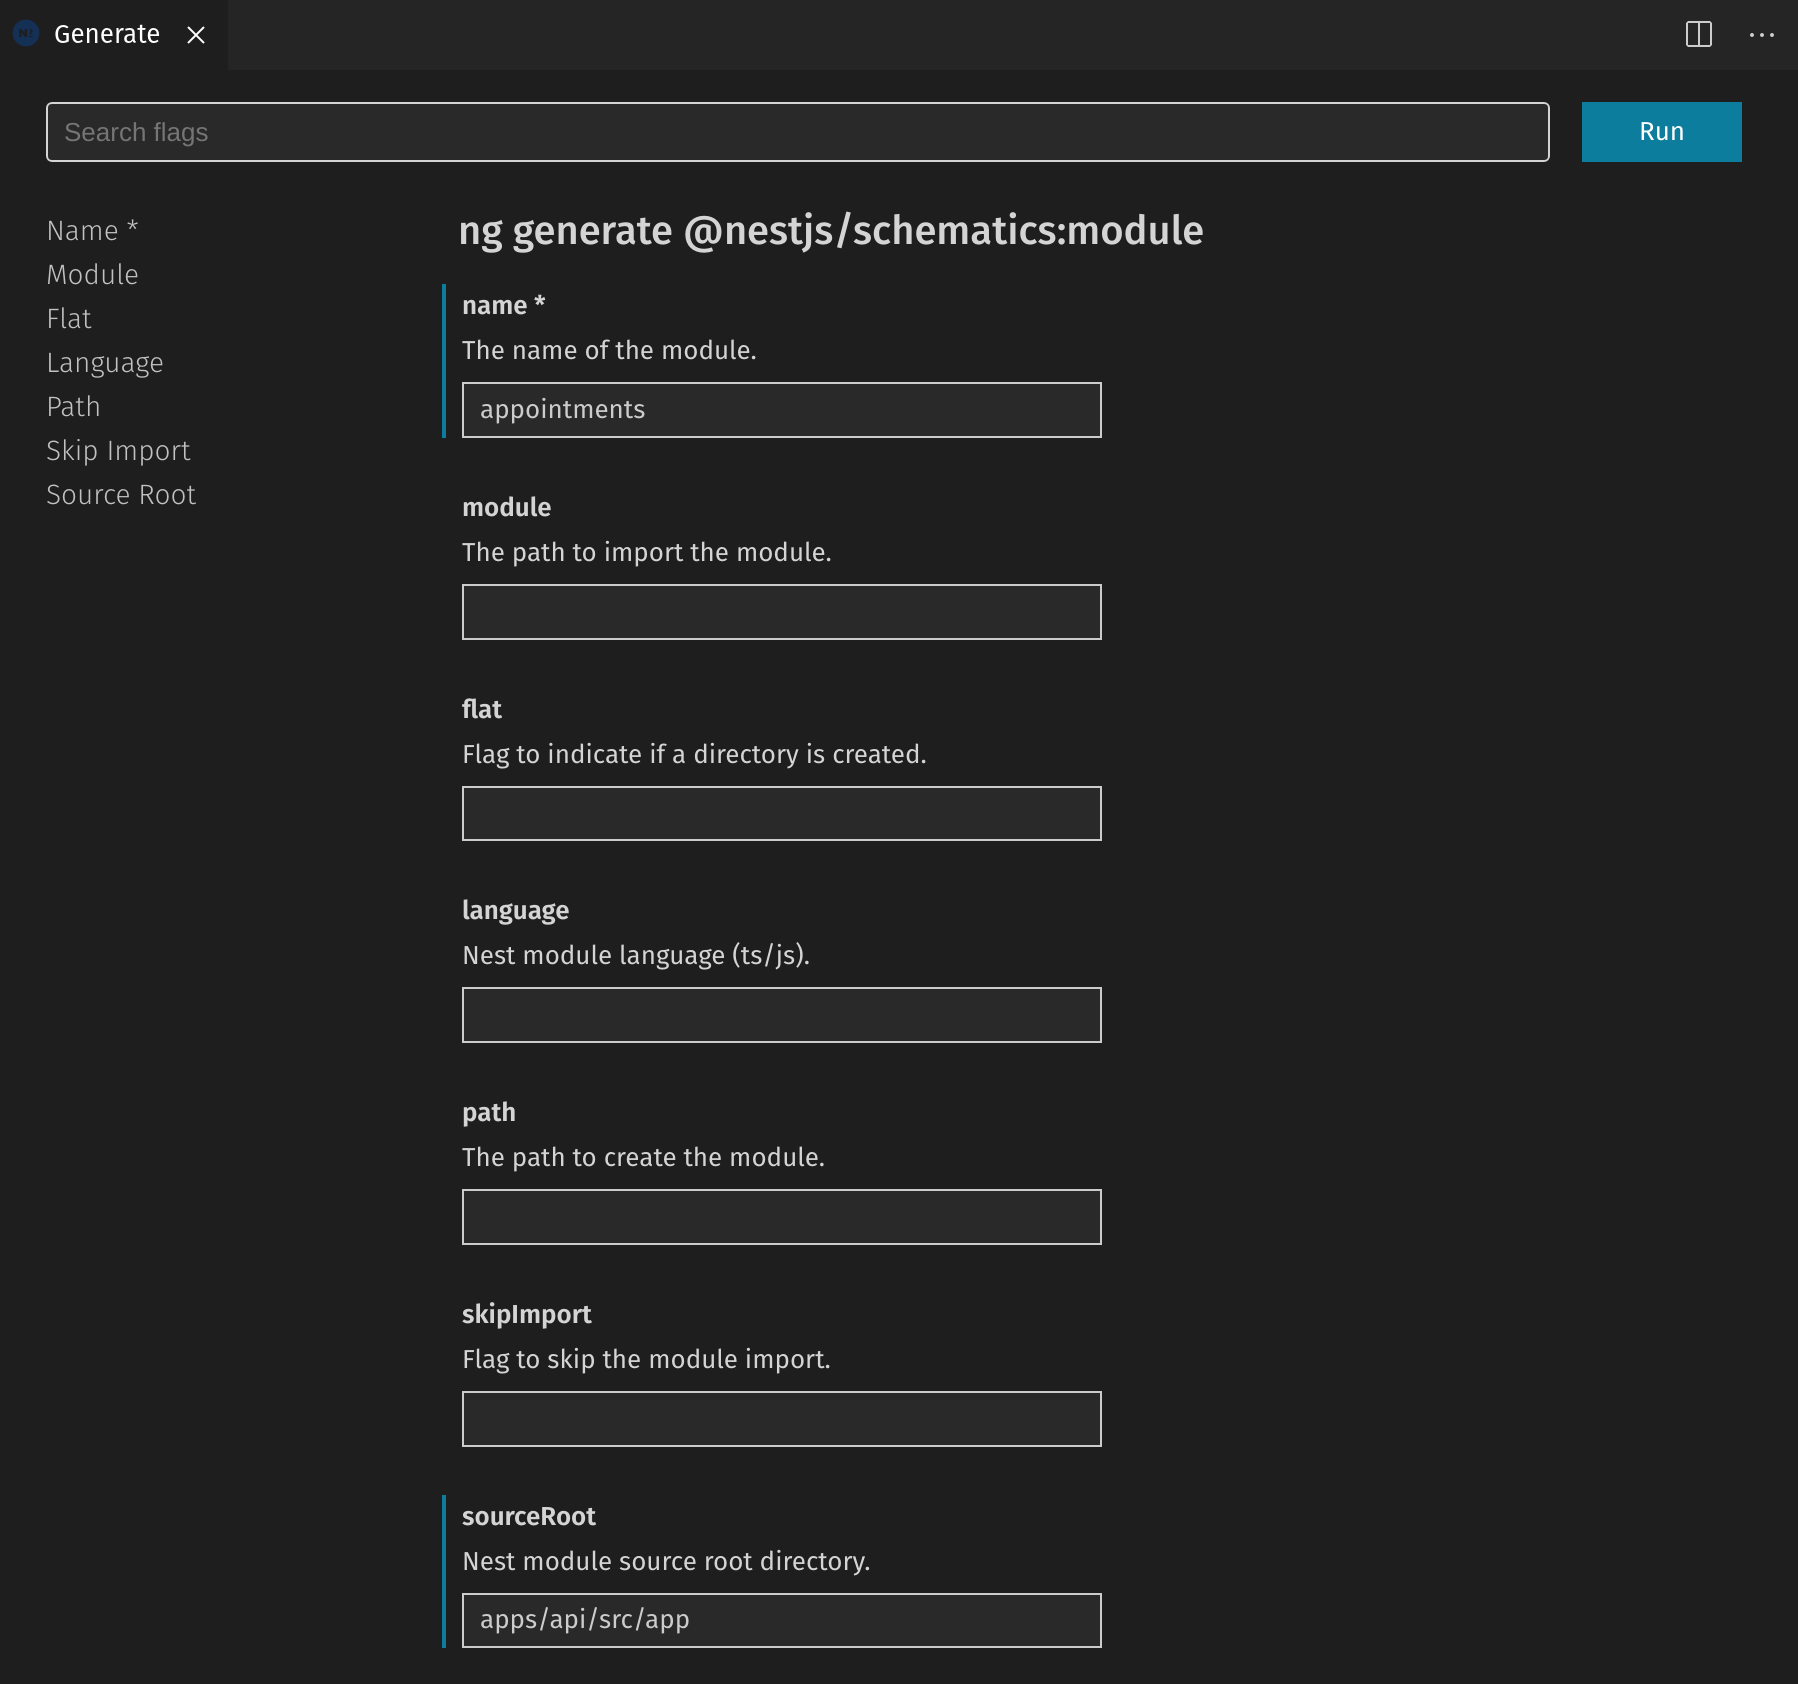 Generate
Search flags
Run
Name *
Module
Flat
Language
Path
Skip Import
Source Root
ng generate @nestjs/schematics:module
name *
The name of the module.
appointments
module
The path to import the module.
flat
Flag to indicate if a directory is created.
language
Nest module language (ts/js).
path
The path to create the module.
skipImport
Flag to skip the module import.
sourceRoot
Nest module source root directory.
apps/api/src/app